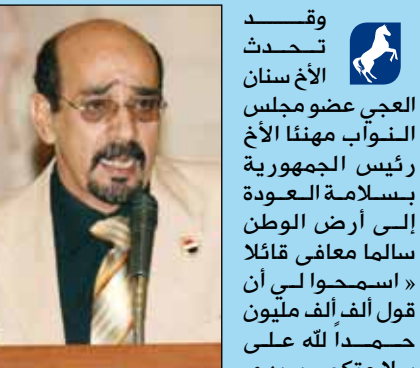 وقد
تحدث
الأخ سنان
العجي عضو مجلس
النواب مهنئا الأخ
رئيس الجمهورية
بسلامة العودة
إلى أرض الوطن
سالما معافى قائلا
« اسمحوا لي أن
قول ألف ألف مليون
حمداً لله على